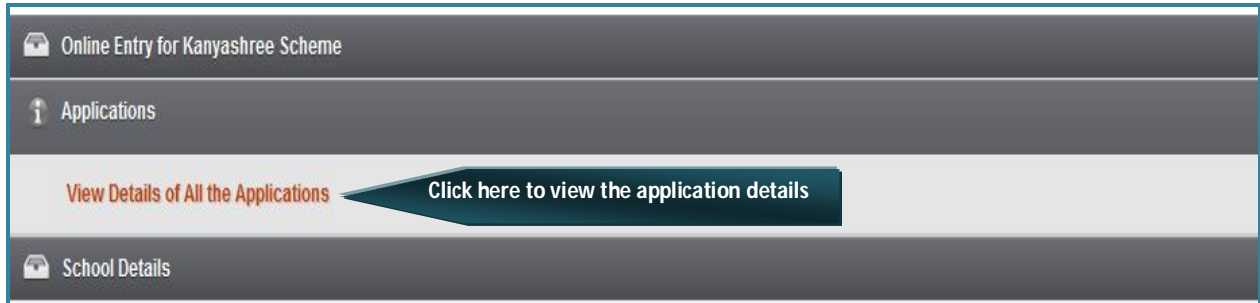 Online Entry for Kanyashree Scheme
Applications
View Details of All the Applications
Click here to view the application details
School Details